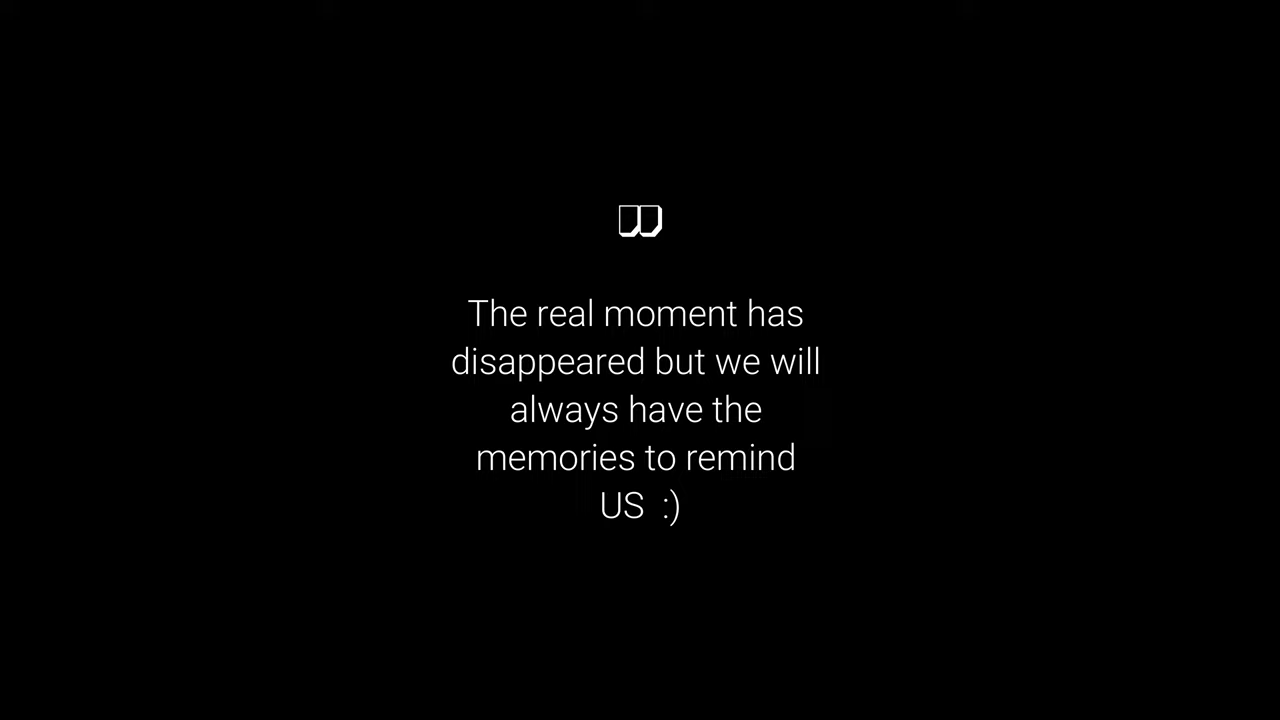 The real moment has
disappeared but we will
always have the
memories to remind
US :)